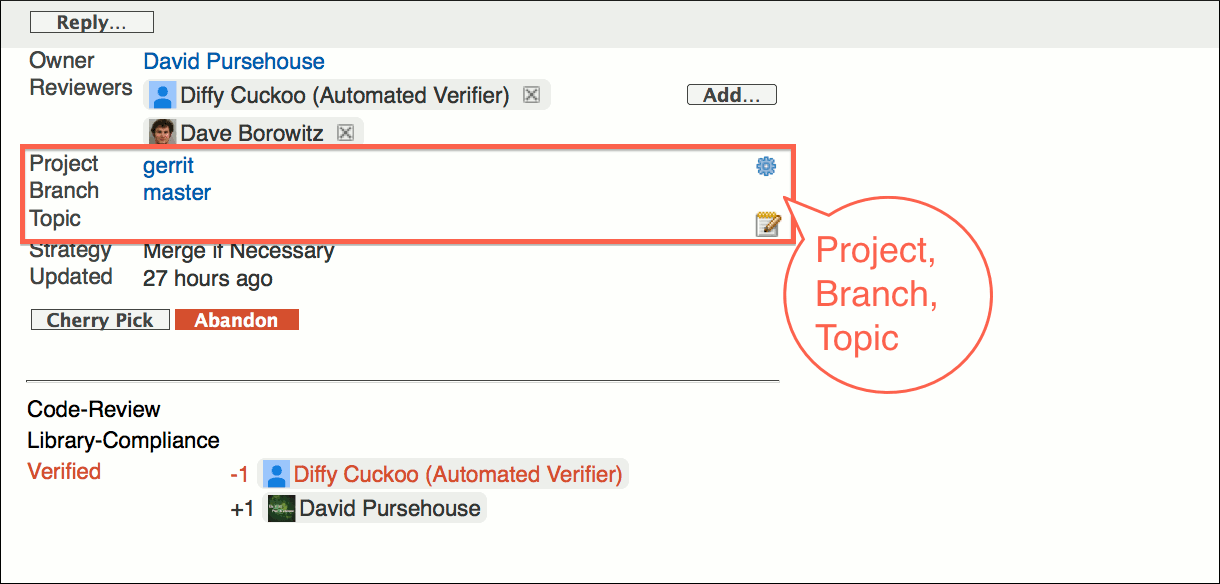 Reply...
Owner David Pursehouse
Reviewers Diffy Cuckoo (Automated Verifier) Add...
Dave Borowitz
Project gerrit
Branch master
Topic
Strategy Merge if Necessary
Updated 27 hours ago
Project,
Branch,
Topic
Cherry Pick Abandon
Code-Review
Library-Compliance
Verified -1 Diffy Cuckoo (Automated Verifier)
+1 David Pursehouse